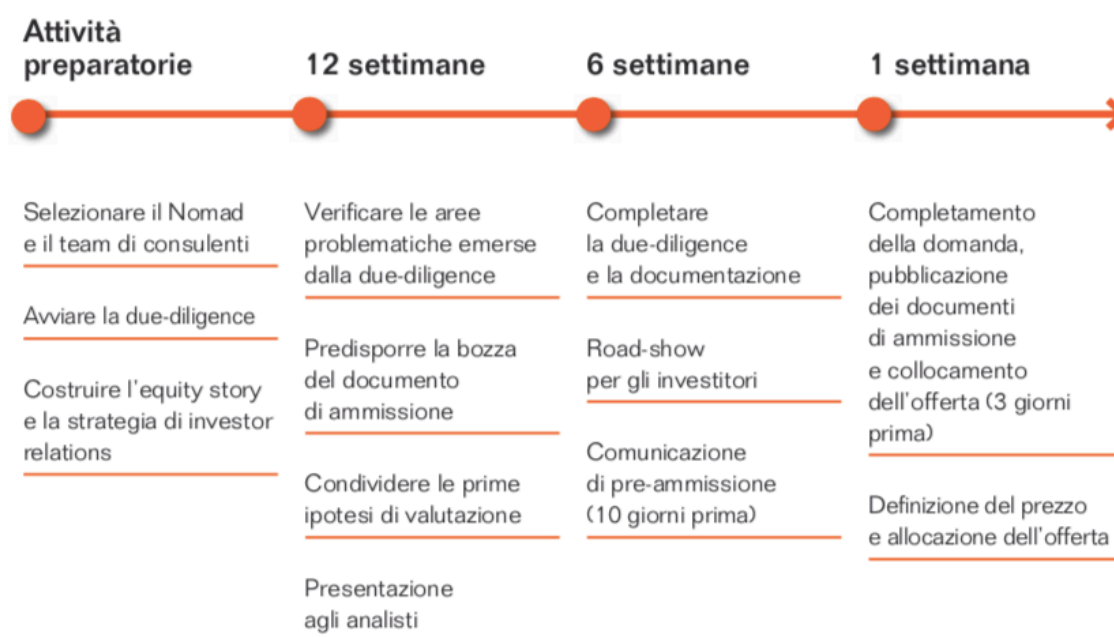 Attività
preparatorie
12 settimane
6 settimane
1 settimana
Selezionare il Nomad
e il team di consulenti
Avviare la due-diligence
Costruire l'equity story
e la strategia di investor
relations
Verificare le aree
problematiche emerse
dalla due-diligence
Predisporre la bozza
del documento
di ammissione
Condividere le prime
ipotesi di valutazione
Presentazione
agli analisti
Completare
la due-diligence
e la documentazione
Road-show
per gli investitori
Comunicazione
di pre-ammissione
(10 giorni prima)
Completamento
della domanda,
pubblicazione
dei documenti
di ammissione
e collocamento
dell'offerta (3 giorni
prima)
Definizione del prezzo
e allocazione dell'offerta